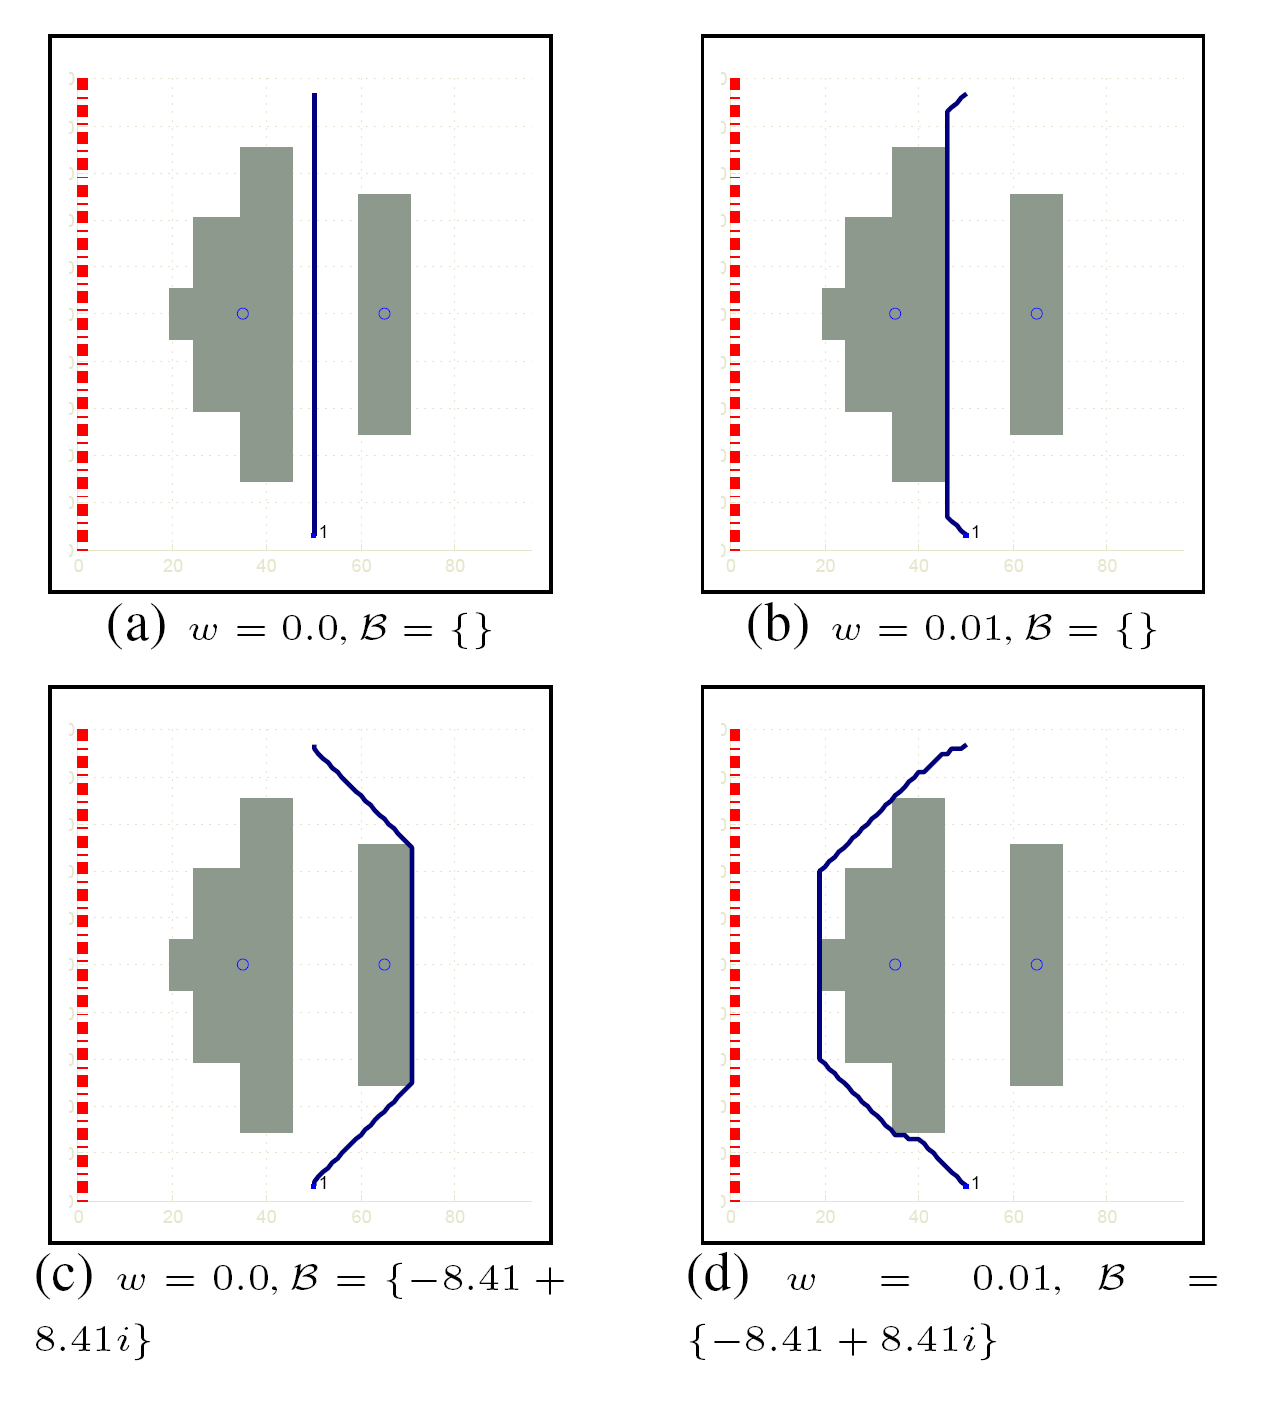 1
0 20 40 60 80
1
0 20 40 60 80
(a) w = 0.0, ℬ = {}
(b) w = 0.01, ℬ = {}
1
0 20 40 60 80
1
0 20 40 60 80
(c) w = 0.0, ℬ = {−8.41 +
8.41i}
(d) w = 0.01, ℬ =
{−8.41 + 8.41i}